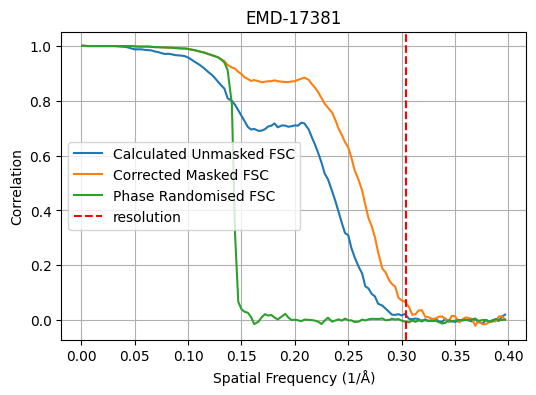 EMD-17381
1.0
0.8
0.6
0.4
0.2
0.0
Correlation
Calculated Unmasked FSC
Corrected Masked FSC
Phase Randomised FSC
resolution
0.00 0.05 0.10 0.15 0.20 0.25 0.30 0.35 0.40
Spatial Frequency (1/Å)